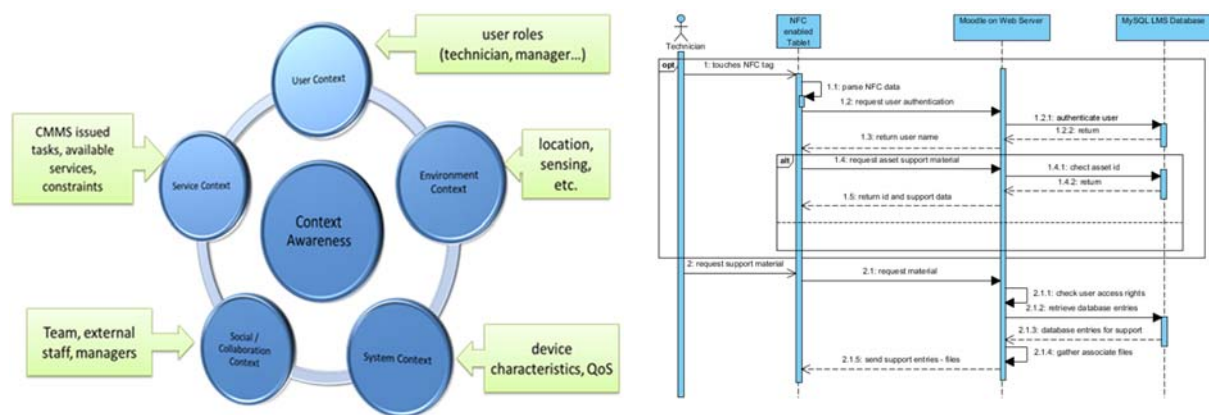 user roles
(technician, manager...)
User Context
CMMS issued
tasks, available
services,
constraints
Service Context
location,
sensing,
etc.
Environment Context
Context
Awareness
Team, external
staff, managers
Social /
Collaboration
Context
System Context
device
characteristics, QoS
Technician
NFC
enabled
Tablet
Moodle on Web Server
MySQL LMS Database
opt
1: touches NFC tag
1.1: parse NFC data
1.2: request user authentication
1.2.1: authenticate user
1.2.2: return
1.3: return user name
alt
1.4: request asset support material
1.4.1: chect asset id
1.4.2: return
1.5: return id and support data
2: request support material
2.1: request material
2.1.1: check user access rights
2.1.2: retrieve database entries
2.1.3: database entries for support
2.1.4: gather associate files
2.1.5: send support entries - files